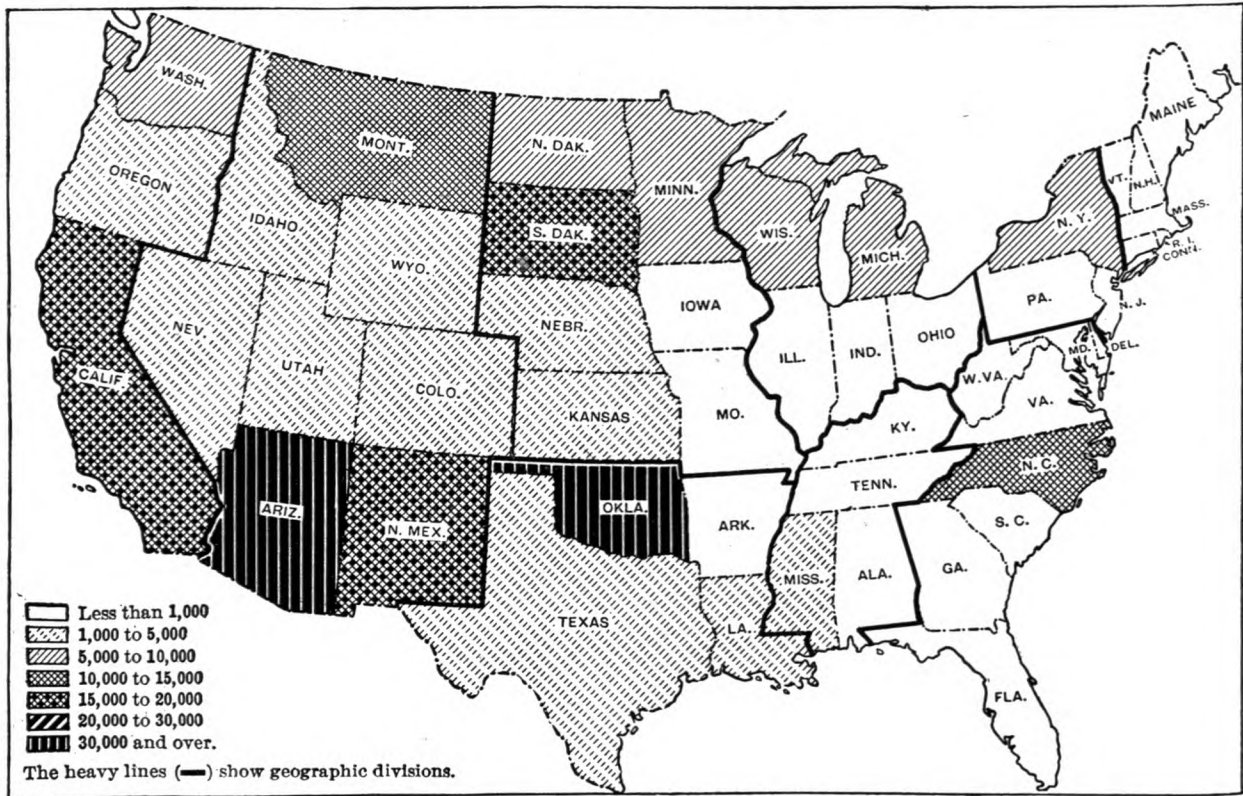 WASH.
OREGON
CALIF.
NEV.
IDAHO
MONT.
WYO.
UTAH
COLO.
ARIZ.
N. MEX.
N. DAK.
S. DAK.
NEBR.
KANSAS
OKLA.
TEXAS
MINN.
IOWA
MO.
ARK.
LA.
WIS.
MICH.
ILL.
IND.
OHIO
KY.
TENN.
MISS.
ALA.
MAINE
VT.
N.H.
MASS.
R. I.
CONN.
N. Y.
PA.
N. J.
DEL.
MD.
W.VA.
VA.
N. C.
S. C.
GA.
FLA.
Less than 1,000
1,000 to 5,000
5,000 to 10,000
10,000 to 15,000
15,000 to 20,000
20,000 to 30,000
30,000 and over.
The heavy lines (━) show geographic divisions.